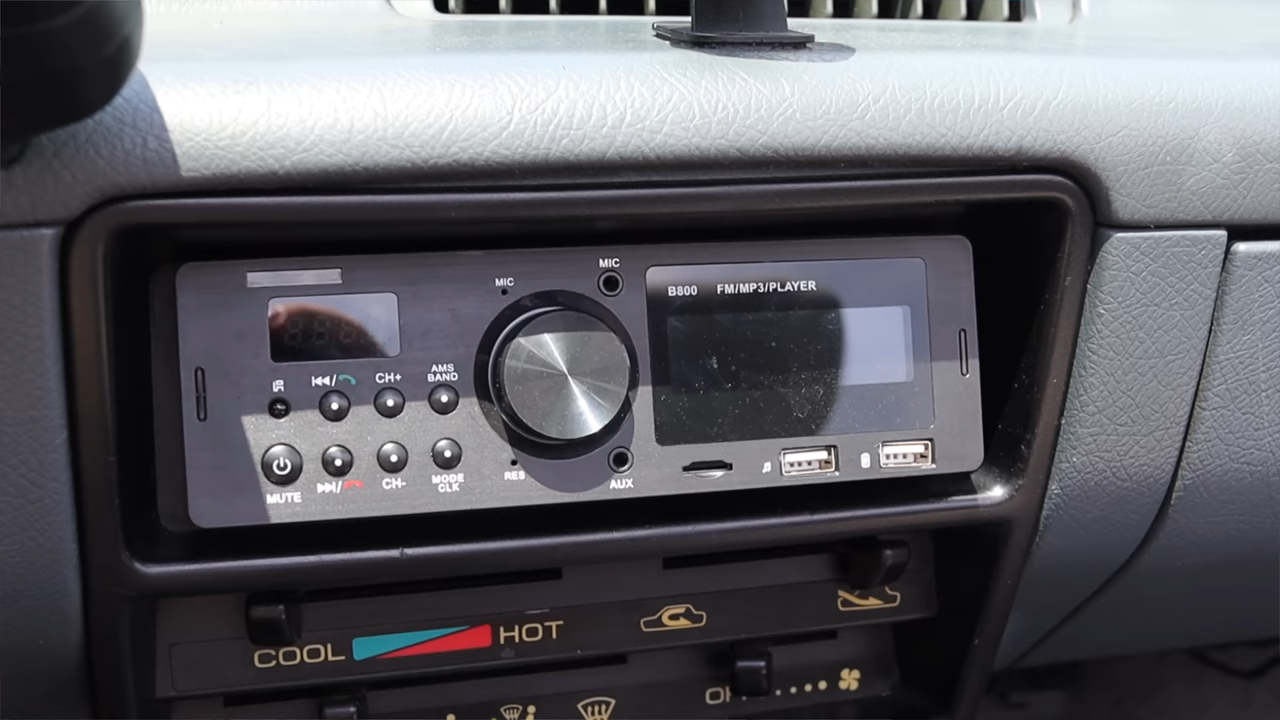 MIC
MIC
B800 FM/MP3/PLAYER
CH+
AMS
BAND
MUTE
CH-
MODE
CLK
RES
AUX
COOL
HOT